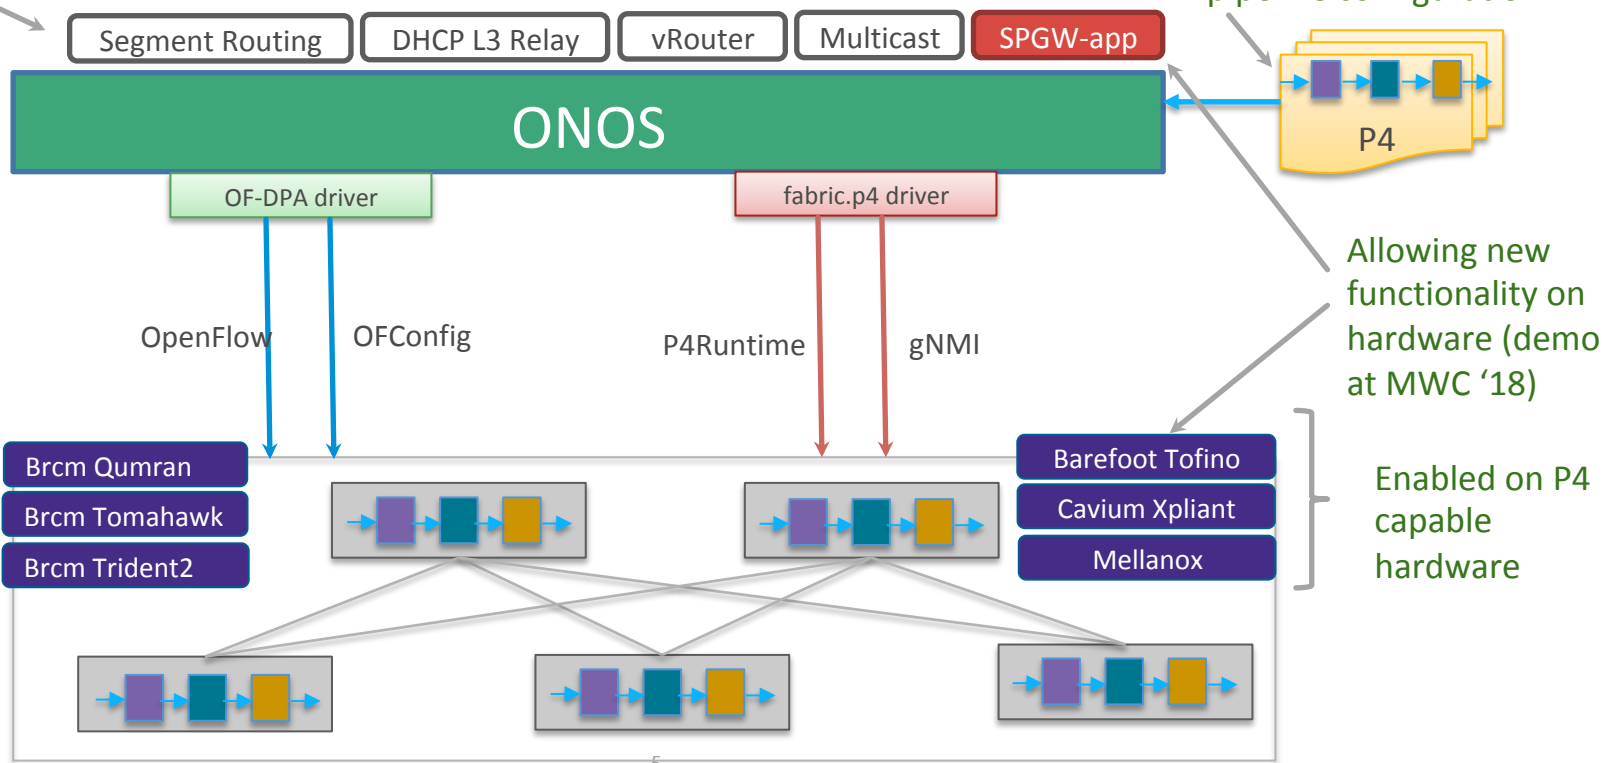 Segment Routing
DHCP L3 Relay
vRouter
Multicast
SPGW-app
ONOS
P4
OF-DPA driver
fabric.p4 driver
Allowing new
functionality on
hardware (demo
at MWC ‘18)
OpenFlow
OFConfig
P4Runtime
gNMI
Brcm Qumran
Brcm Tomahawk
Brcm Trident2
Barefoot Tofino
Cavium Xpliant
Mellanox
Enabled on P4
capable
hardware